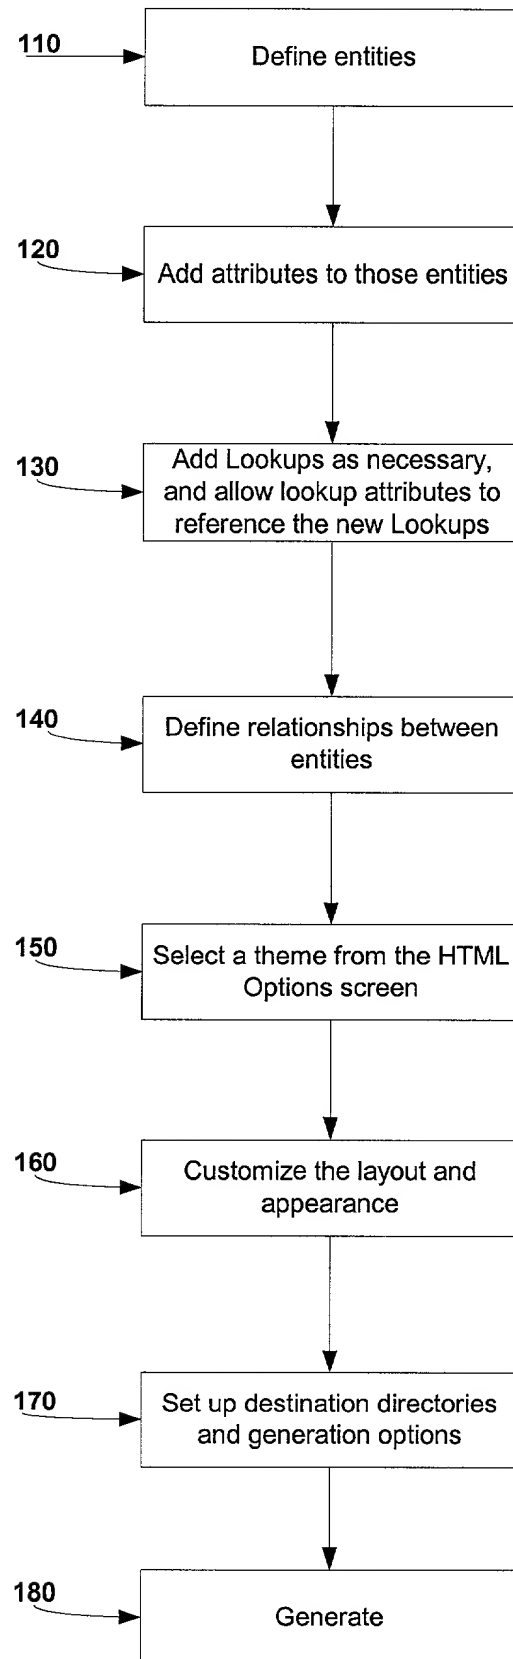 110
Define entities
120
Add attributes to those entities
130
Add Lookups as necessary,
and allow lookup attributes to
reference the new Lookups
140
Define relationships between
entities
150
Select a theme from the HTML
Options screen
160
Customize the layout and
appearance
170
Set up destination directories
and generation options
180
Generate